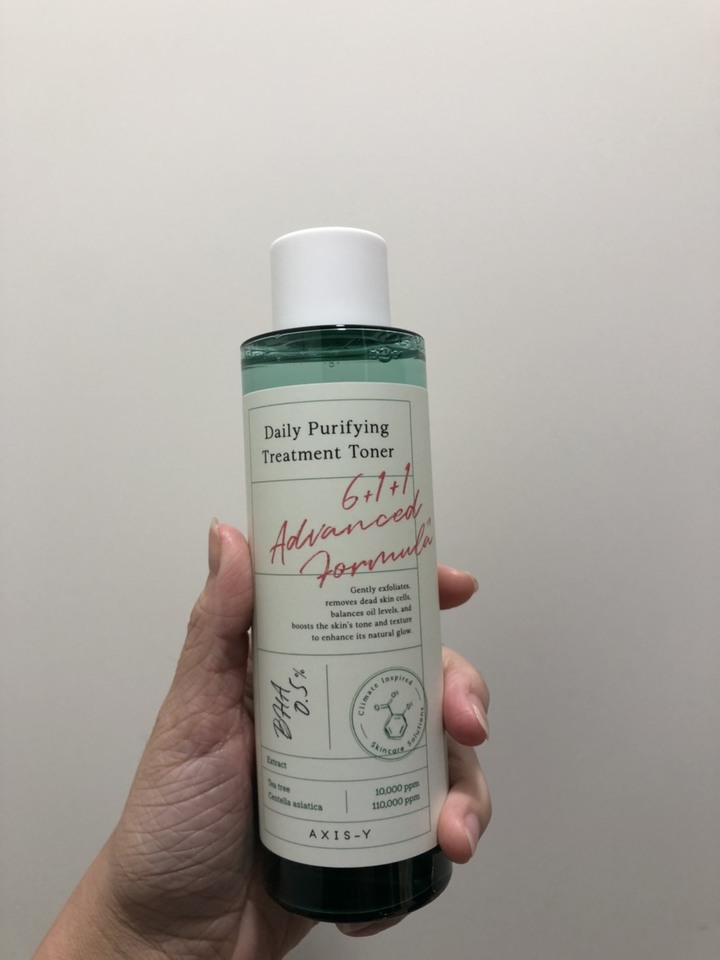 Daily Purifying
Treatment Toner
6+1+1
Advanced
Formula"
Gently exfoliates,
removes dead skin cells,
balances oil levels, and
boosts the skin's tone and texture
to enhance its natural glow.
BHA
0.5%
Climate Inspired
Skincare Solutions
Extract
Tea tree 10,000 ppm
Centella asiatica 110,000 ppm
AXIS-Y